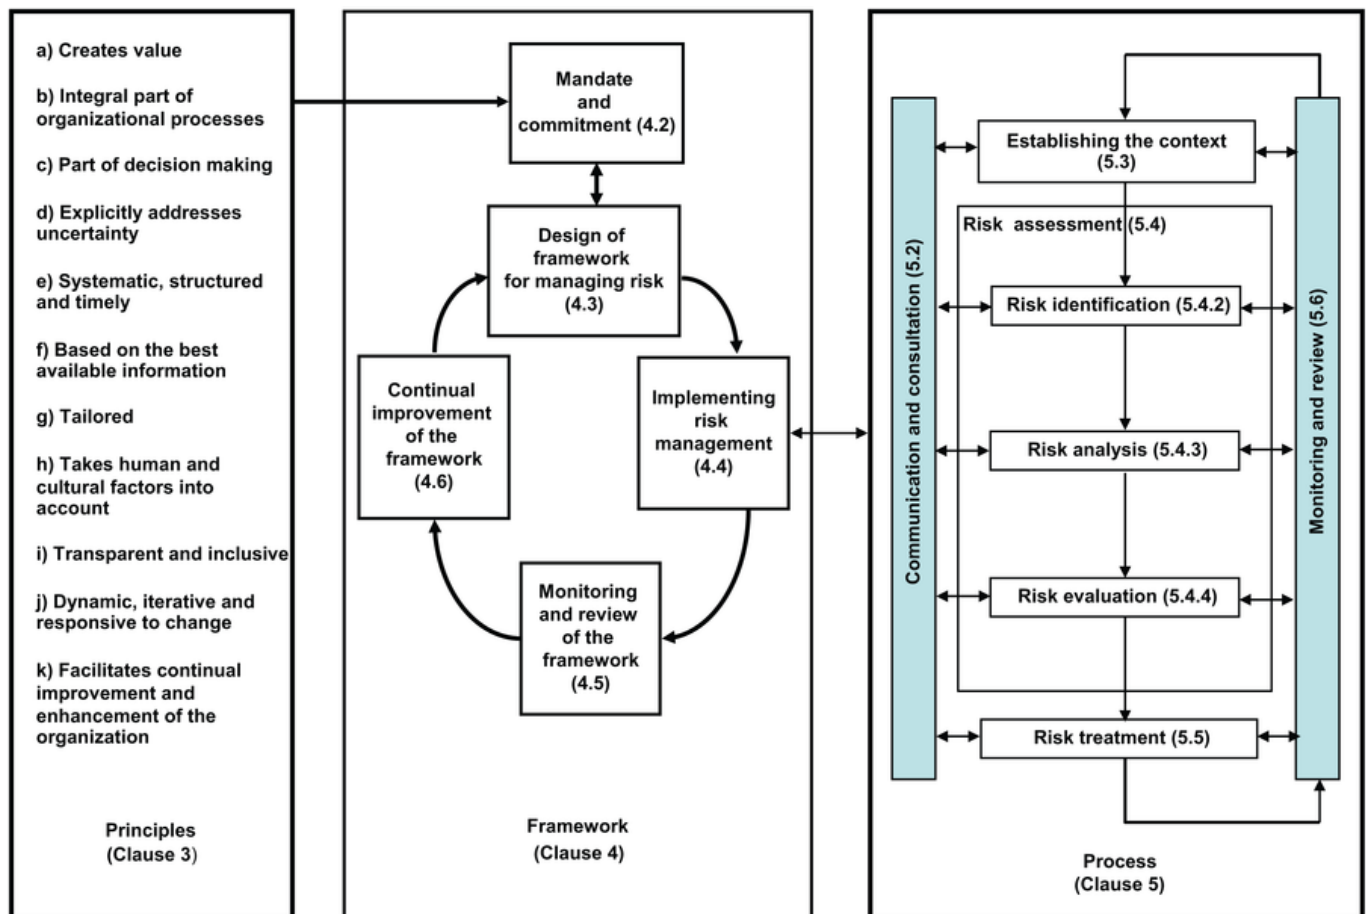 a) Creates value
b) Integral part of
organizational processes
c) Part of decision making
d) Explicitly addresses
uncertainty
e) Systematic, structured
and timely
f) Based on the best
available information
g) Tailored
h) Takes human and
cultural factors into
account
i) Transparent and inclusive
j) Dynamic, iterative and
responsive to change
k) Facilitates continual
improvement and
enhancement of the
organization
Principles
(Clause 3)
Mandate
and
commitment (4.2)
Design of
framework
for managing risk
(4.3)
Implementing
risk
management
(4.4)
Monitoring
and review
of the
framework
(4.5)
Continual
improvement
of the
framework
(4.6)
Framework
(Clause 4)
Communication and consultation (5.2)
Establishing the context
(5.3)
Risk assessment (5.4)
Risk identification (5.4.2)
Risk analysis (5.4.3)
Risk evaluation (5.4.4)
Risk treatment (5.5)
Monitoring and review (5.6)
Process
(Clause 5)